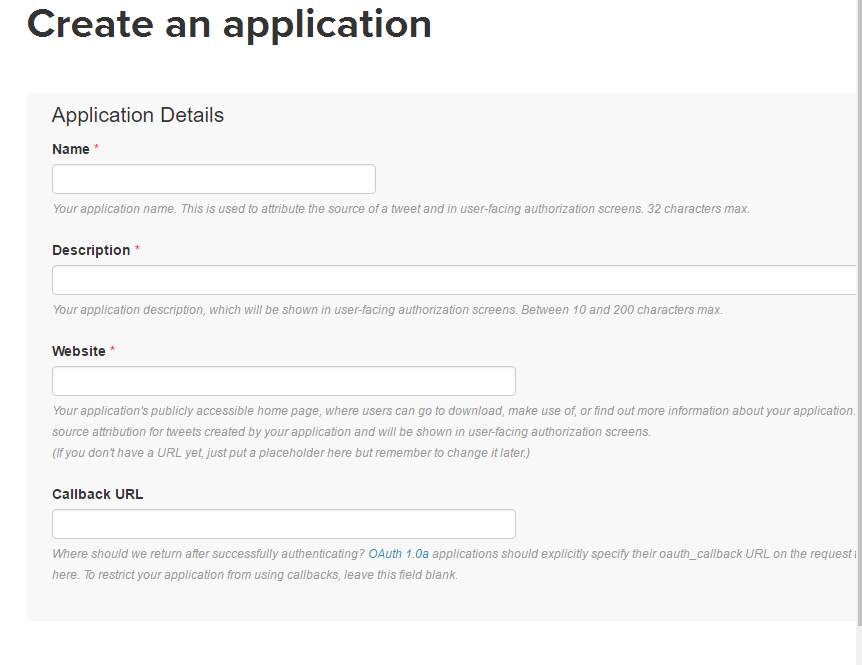 Create an application
Application Details
Name *
Your application name. This is used to attribute the source of a tweet and in user-facing authorization screens. 32 characters max.
Description *
Your application description, which will be shown in user-facing authorization screens. Between 10 and 200 characters max.
Website *
Your application's publicly accessible home page, where users can go to download, make use of, or find out more information about your application.
source attribution for tweets created by your application and will be shown in user-facing authorization screens.
(If you don't have a URL yet, just put a placeholder here but remember to change it later.)
Callback URL
Where should we return after successfully authenticating? OAuth 1.0a applications should explicitly specify their oauth_callback URL on the request
here. To restrict your application from using callbacks, leave this field blank.